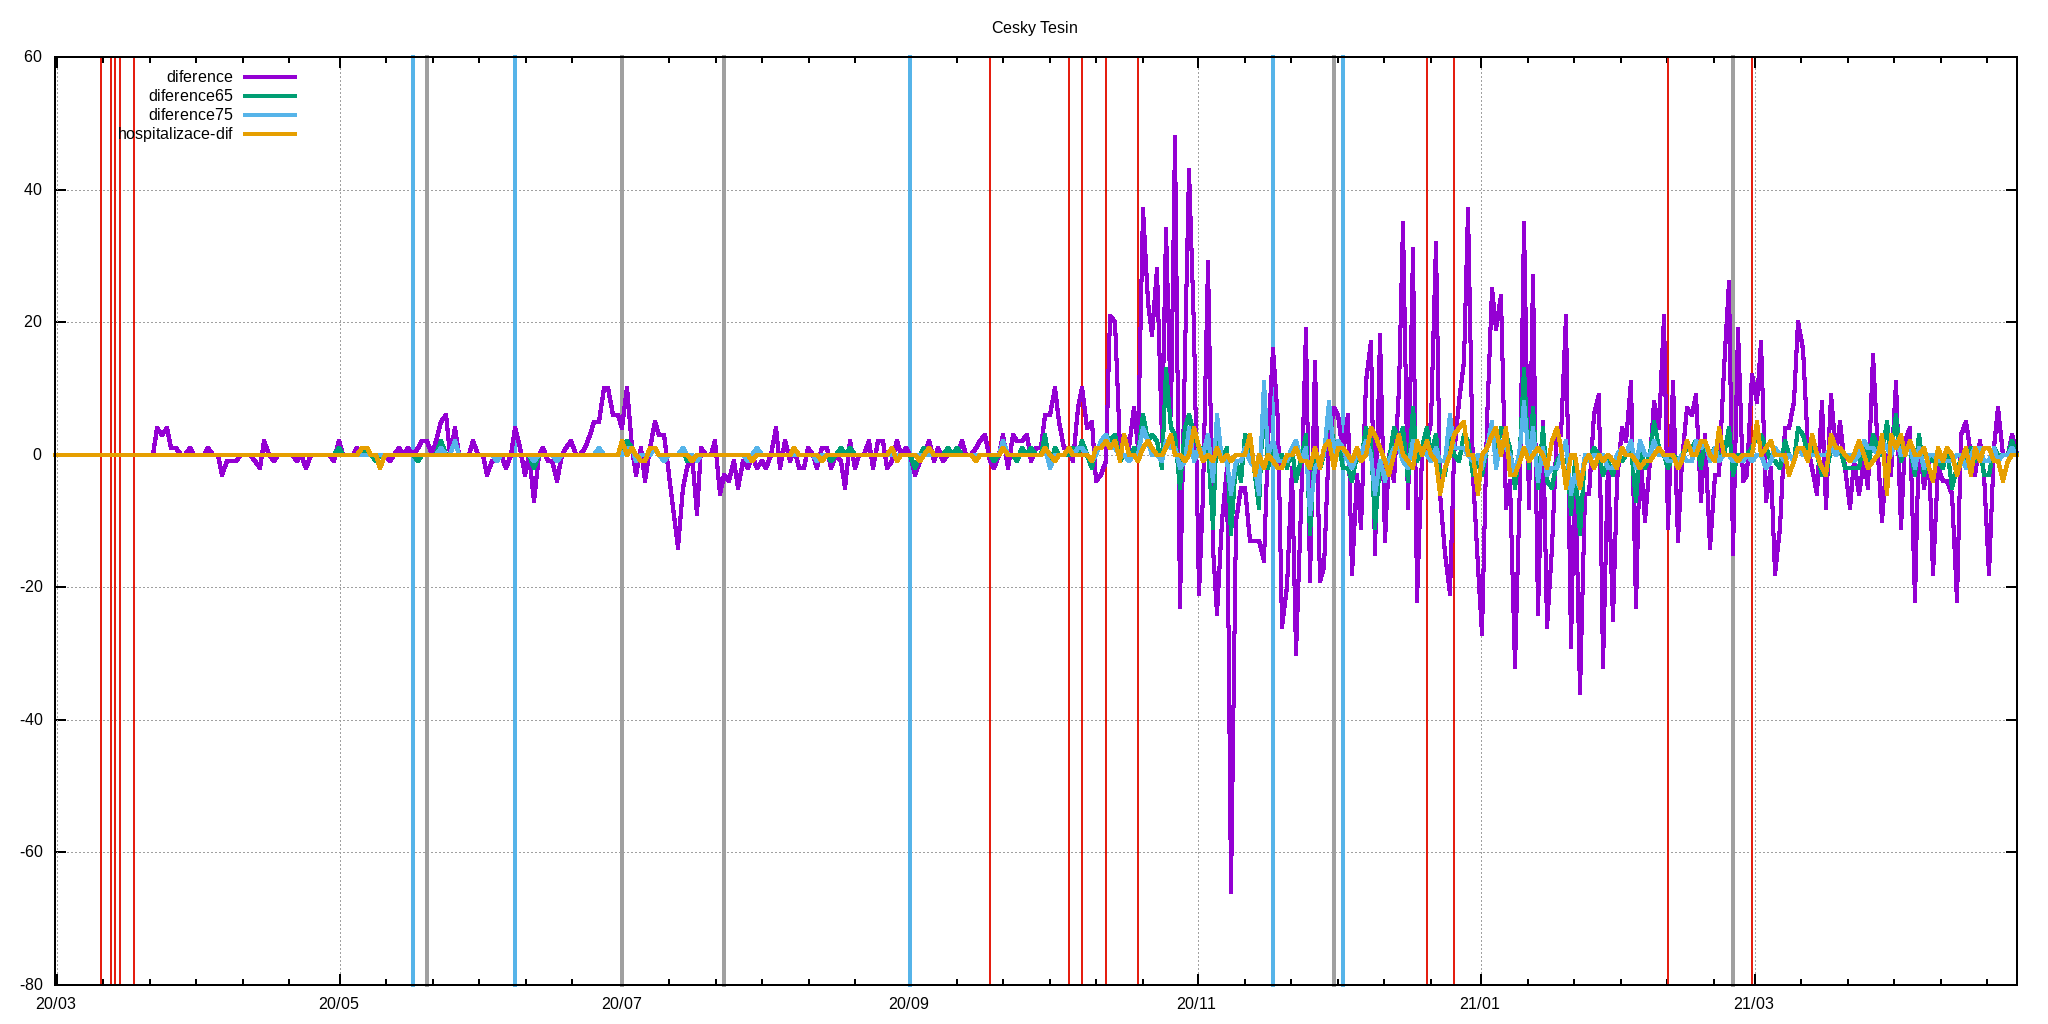 Cesky Tesin
60
40
20
0
-20
-40
-60
-80
diference
diference65
diference75
hospitalizace-dif
20/03 20/05 20/07 20/09 20/11 21/01 21/03